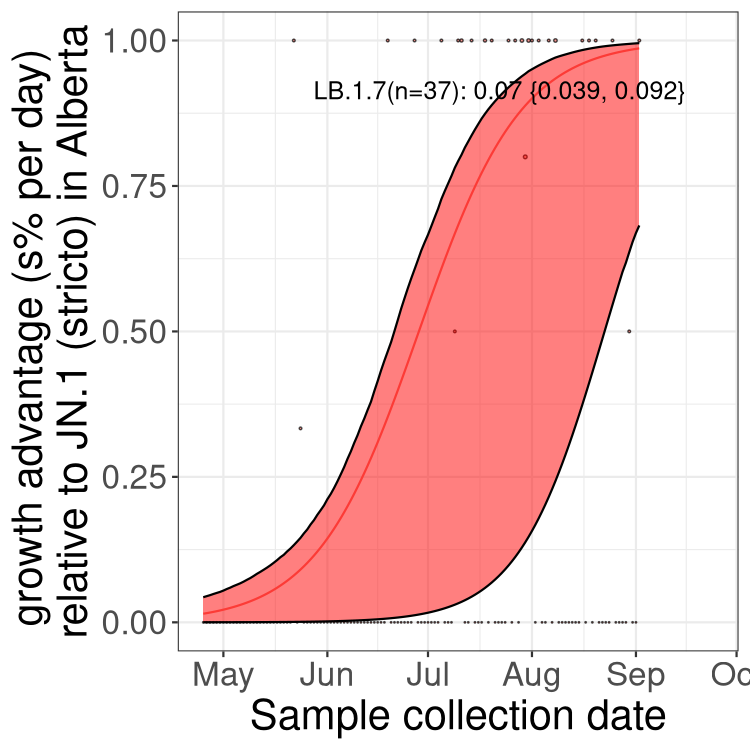 growth advantage (s% per day)
relative to JN.1 (stricto) in Alberta
1.00
0.75
0.50
0.25
0.00
LB.1.7(n=37): 0.07 {0.039, 0.092}
May Jun Jul Aug Sep Oc
Sample collection date